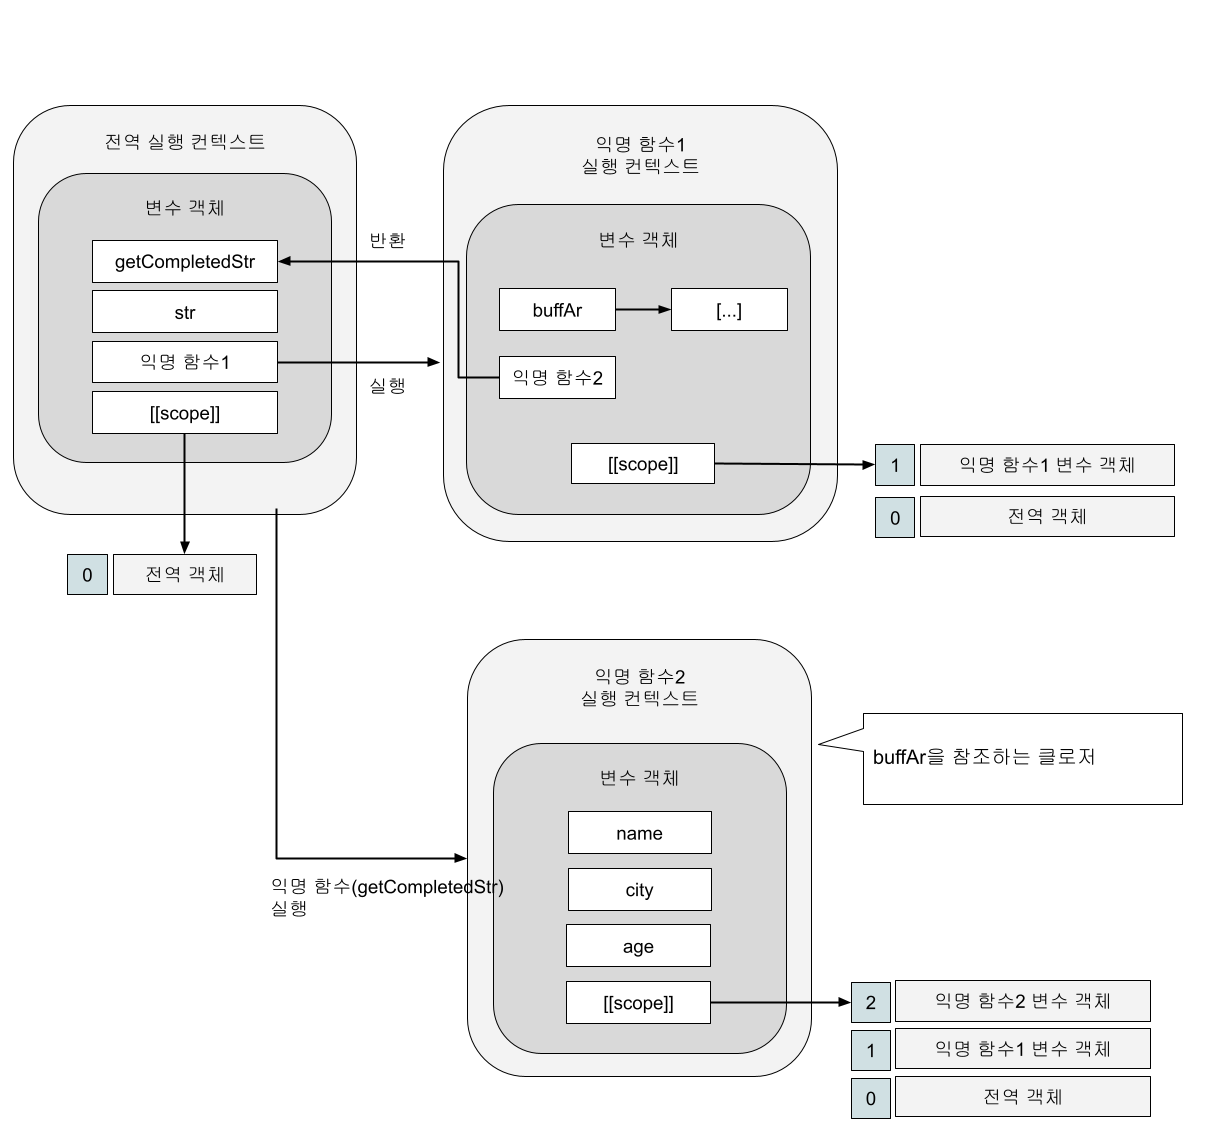 전역 실행 컨텍스트
변수 객체
getCompletedStr
str
익명 함수1
[[scope]]
0
전역 객체
반환
실행
익명 함수1
실행 컨텍스트
변수 객체
buffAr
[...]
익명 함수2
[[scope]]
1
익명 함수1 변수 객체
0
전역 객체
익명 함수(getCompletedStr)
실행
익명 함수2
실행 컨텍스트
변수 객체
name
city
age
[[scope]]
buffAr을 참조하는 클로저
2
익명 함수2 변수 객체
1
익명 함수1 변수 객체
0
전역 객체